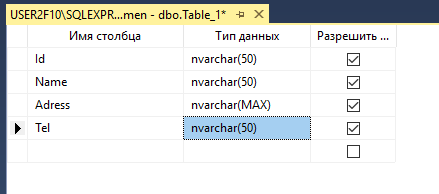 USER2F10\SQLEXPR...men - dbo.Table_1*
Имя столбца Тип данных Разрешить ...
Id nvarchar(50)
Name nvarchar(50)
Adress nvarchar(MAX)
Tel nvarchar(50)